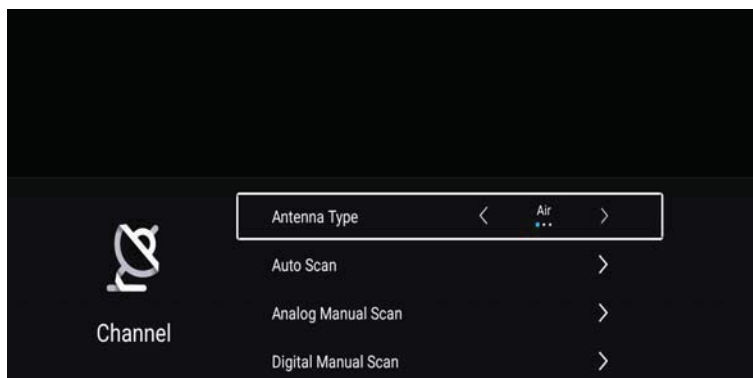 Antenna Type
Air
Auto Scan
Analog Manual Scan
Channel
Digital Manual Scan